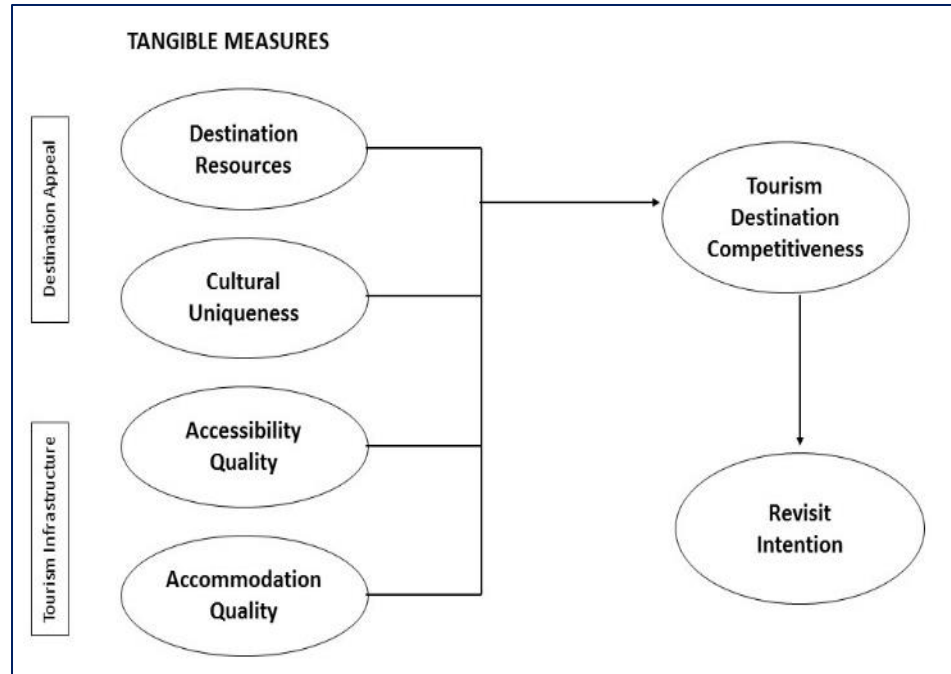 TANGIBLE MEASURES
Destination Appeal
Destination
Resources
Cultural
Uniqueness
Tourism Infrastructure
Accessibility
Quality
Accommodation
Quality
Tourism
Destination
Competitiveness
Revisit
Intention